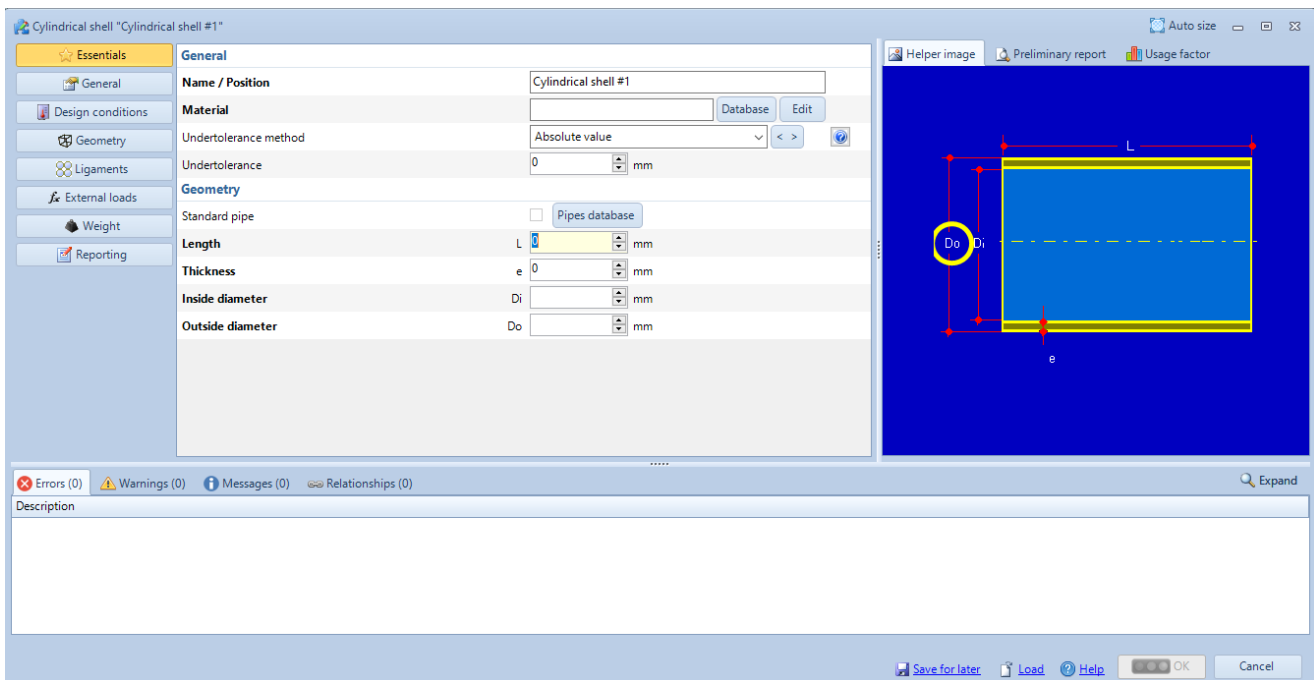 Cylindrical shell "Cylindrical shell #1"
Auto size
Essentials
General
Design conditions
Geometry
Ligaments
fx External loads
Weight
Reporting
General
Name / Position Cylindrical shell #1
Material Database Edit
Undertolerance method Absolute value < >
Undertolerance 0 mm
Geometry
Standard pipe Pipes database
Length L 0 mm
Thickness e 0 mm
Inside diameter Di mm
Outside diameter Do mm
Helper image Preliminary report Usage factor
L
Do Di
e
Errors (0) Warnings (0) Messages (0) Relationships (0) Expand
Description
Save for later Load Help OK Cancel